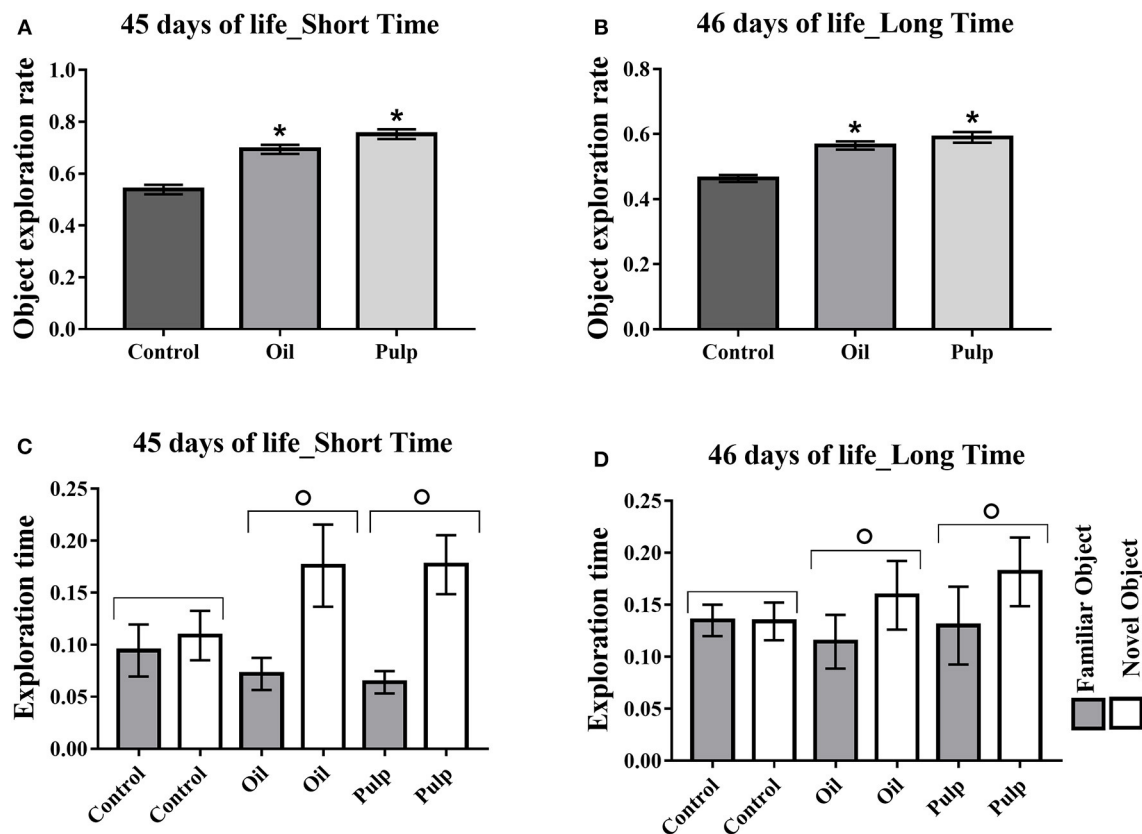 A
45 days of life_Short Time
Object exploration rate
1.0
0.8
0.6
0.4
0.2
0.0
*
*
Control Oil Pulp
B
46 days of life_Long Time
Object exploration rate
0.8
0.6
0.4
0.2
0.0
*
*
Control Oil Pulp
C
45 days of life_Short Time
Exploration time
0.25
0.20
0.15
0.10
0.05
0.00
Control Control Oil Oil Pulp Pulp
D
46 days of life_Long Time
Exploration time
0.25
0.20
0.15
0.10
0.05
0.00
Control Control Oil Oil Pulp Pulp
Familiar Object
Novel Object